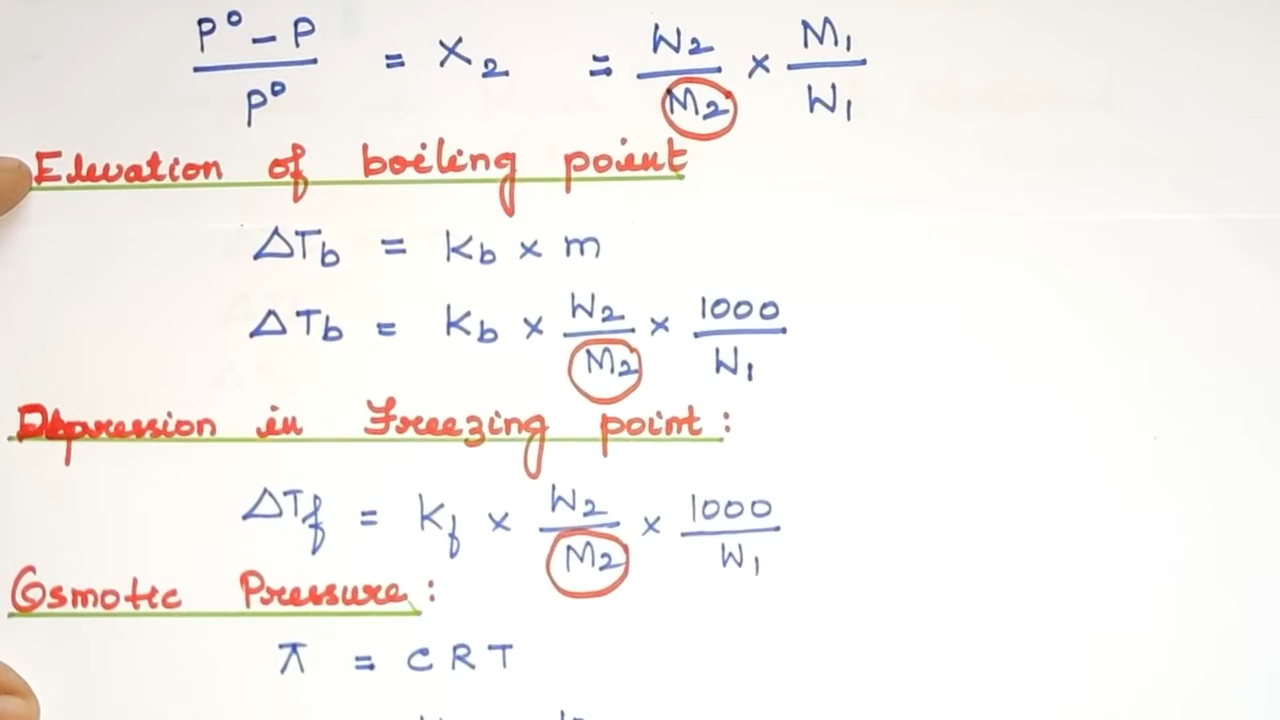 P° - P / P° = X₂ = W₂/M₂ × M₁/W₁
Elevation of boiling point
ΔTb = Kb × m
ΔTb = Kb × W₂/M₂ × 1000/W₁
Depression in Freezing point :
ΔTf = Kf × W₂/M₂ × 1000/W₁
Osmotic Pressure :
π = C R T